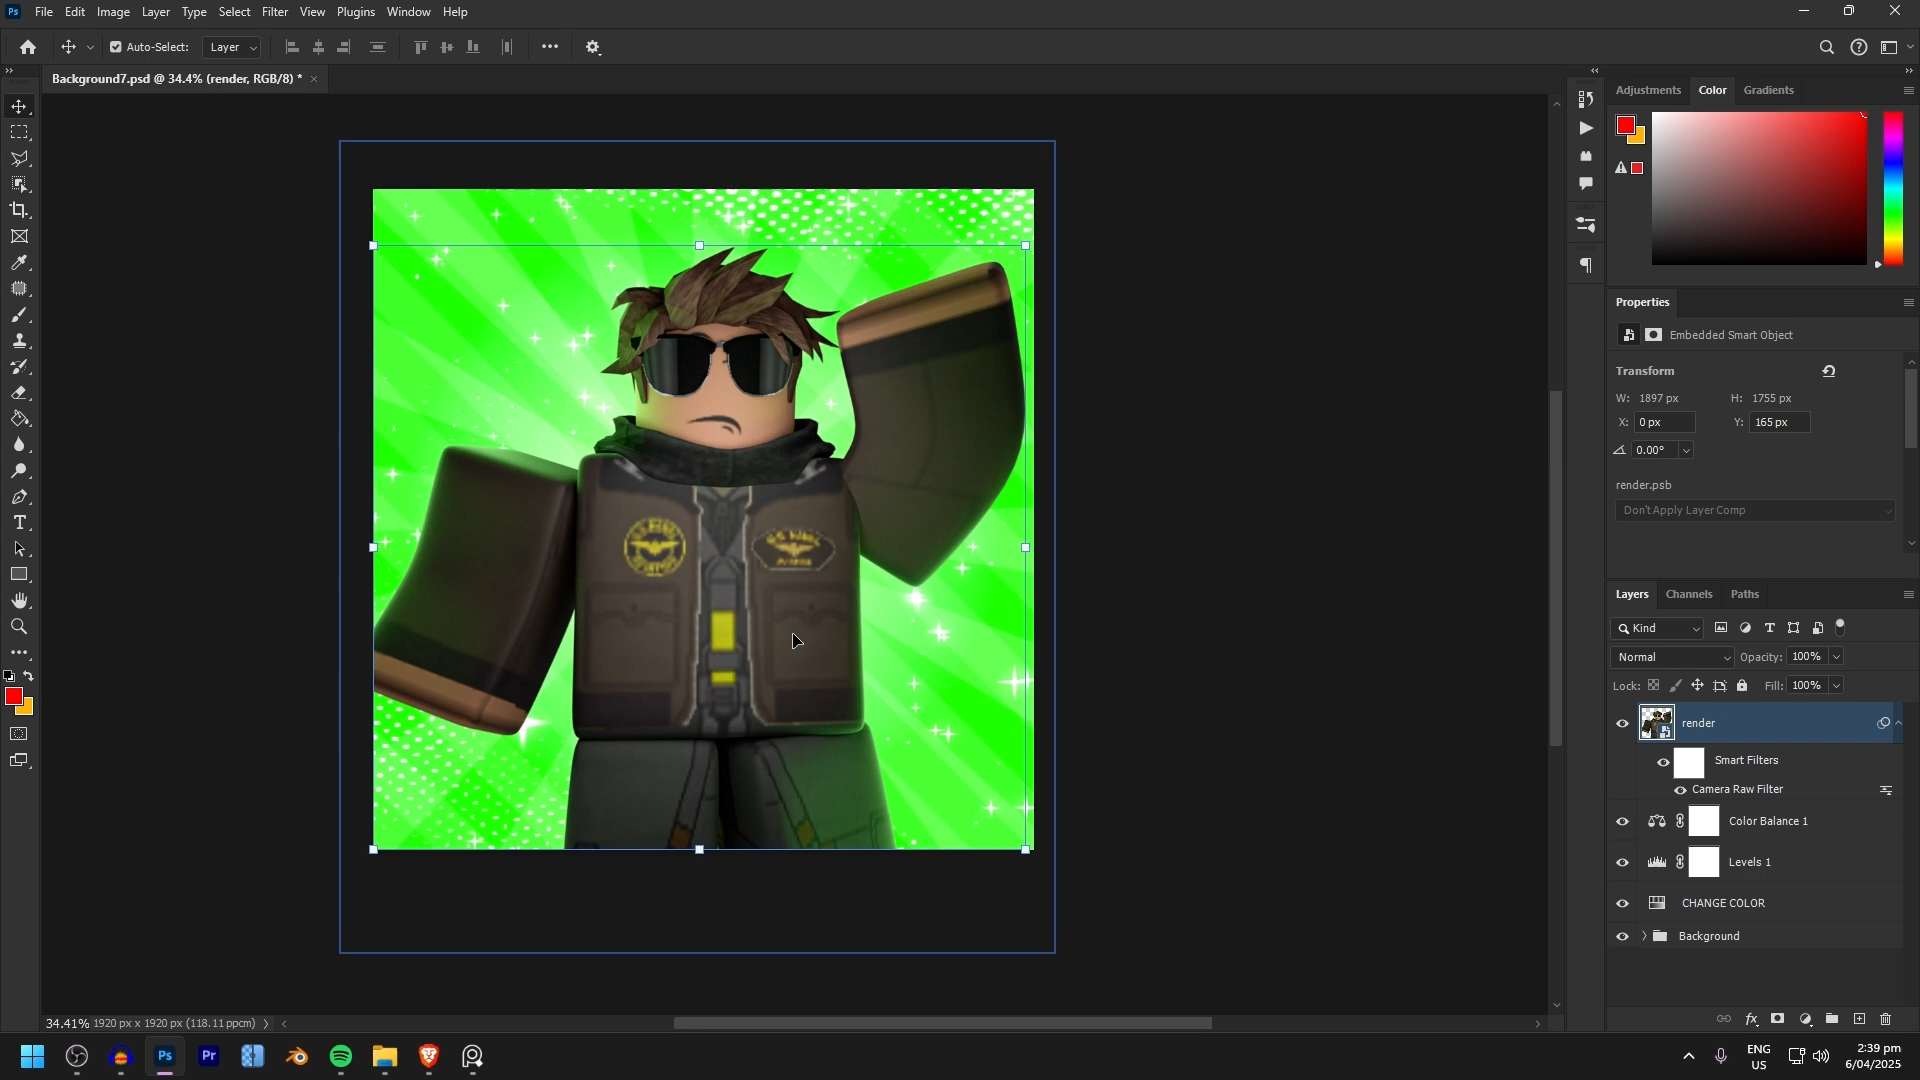 Ps File Edit Image Layer Type Select Filter View Plugins Window Help
Auto-Select: Layer
Background7.psd @ 34.4% (render, RGB/8) *
Adjustments Color Gradients
Properties
Embedded Smart Object
Transform
W: 1897 px H: 1755 px
X: 0 px Y: 165 px
0.00°
render.psb
Don't Apply Layer Comp
Layers Channels Paths
Kind
Normal Opacity: 100%
Lock: Fill: 100%
render
Smart Filters
Camera Raw Filter
Color Balance 1
Levels 1
CHANGE COLOR
Background
34.41% 1920 px x 1920 px (118.11 ppcm)
Ps Pr
ENG
US
2:39 pm
6/04/2025